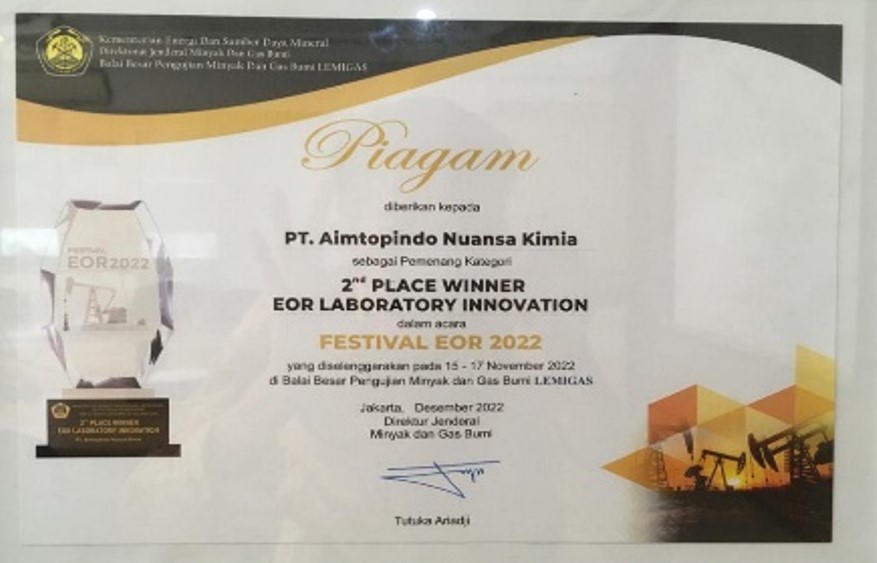 Kementerian Energi Dan Sumber Daya Mineral
Direktorat Jenderal Minyak Dan Gas Bumi
Balai Besar Pengujian Minyak Dan Gas Bumi LEMIGAS
Piagam
diberikan kepada
PT. Aimtopindo Nuansa Kimia
sebagai Pemenang Kategori
2nd PLACE WINNER
EOR LABORATORY INNOVATION
dalam acara
FESTIVAL EOR 2022
yang diselenggarakan pada 15 - 17 November 2022
di Balai Besar Pengujian Minyak dan Gas Bumi LEMIGAS
Jakarta, Desember 2022
Direktur Jenderal
Minyak dan Gas Bumi
Tutuka Ariadji
FESTIVAL
EOR2022
2nd PLACE WINNER
EOR LABORATORY INNOVATION
PT. Aimtopindo Nuansa Kimia